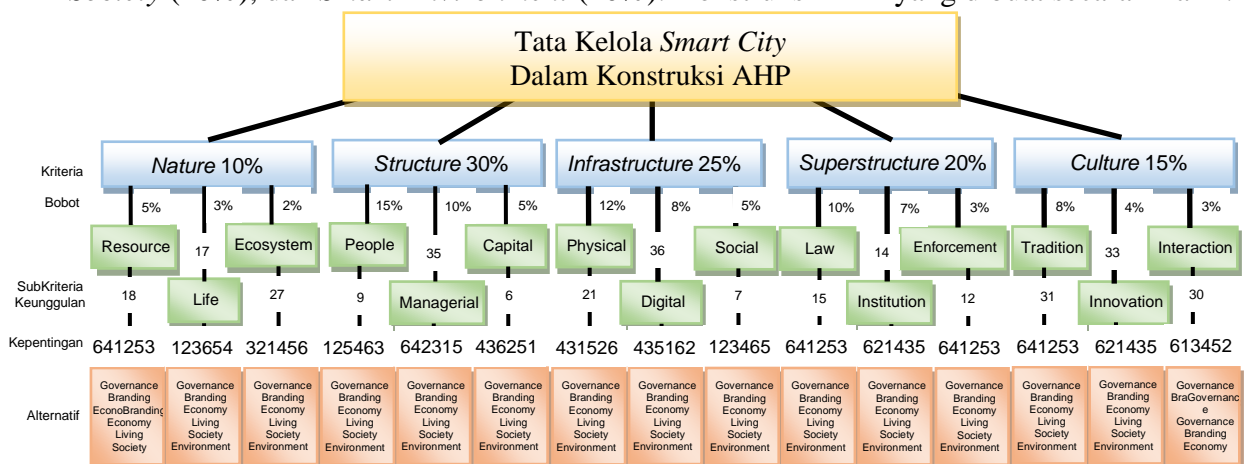 Society dan yang dibuat secara
Tata Kelola Smart City
Dalam Konstruksi AHP
Kriteria
Nature 10% Structure 30% Infrastructure 25% Superstructure 20% Culture 15%
Bobot
5% 3% 2% 15% 10% 5% 12% 8% 5% 10% 7% 3% 8% 4% 3%
Resource 17 Ecosystem People 35 Capital Physical 36 Social Law 14 Enforcement Tradition 33 Interaction
SubKriteria
Keunggulan
18 Life 27 9 Managerial 6 21 Digital 7 15 Institution 12 31 Innovation 30
Kepentingan
641253 123654 321456 125463 642315 436251 431526 435162 123465 641253 621435 641253 641253 621435 613452
Alternatif
Governance
Branding
EconoBranding
Economy
Living
Society
Governance
Branding
Economy
Living
Society
Environment
Governance
Branding
Economy
Living
Society
Environment
Governance
Branding
Economy
Living
Society
Environment
Governance
Branding
Economy
Living
Society
Environment
Governance
Branding
Economy
Living
Society
Environment
Governance
Branding
Economy
Living
Society
Environment
Governance
Branding
Economy
Living
Society
Environment
Governance
Branding
Economy
Living
Society
Environment
Governance
Branding
Economy
Living
Society
Environment
Governance
Branding
Economy
Living
Society
Environment
Governance
Branding
Economy
Living
Society
Environment
Governance
Branding
Economy
Living
Society
Environment
Governance
Branding
Economy
Living
Society
Environment
Governance
BraGovernanc
e
Governance
Branding
Economy